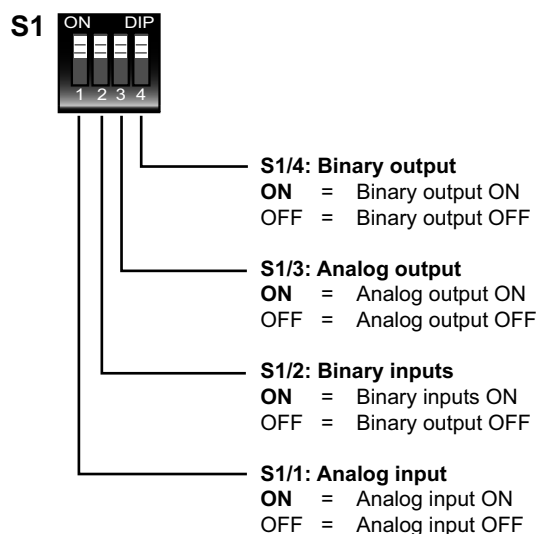 S1 ON DIP
1 2 3 4
S1/4: Binary output
ON = Binary output ON
OFF = Binary output OFF
S1/3: Analog output
ON = Analog output ON
OFF = Analog output OFF
S1/2: Binary inputs
ON = Binary inputs ON
OFF = Binary output OFF
S1/1: Analog input
ON = Analog input ON
OFF = Analog input OFF